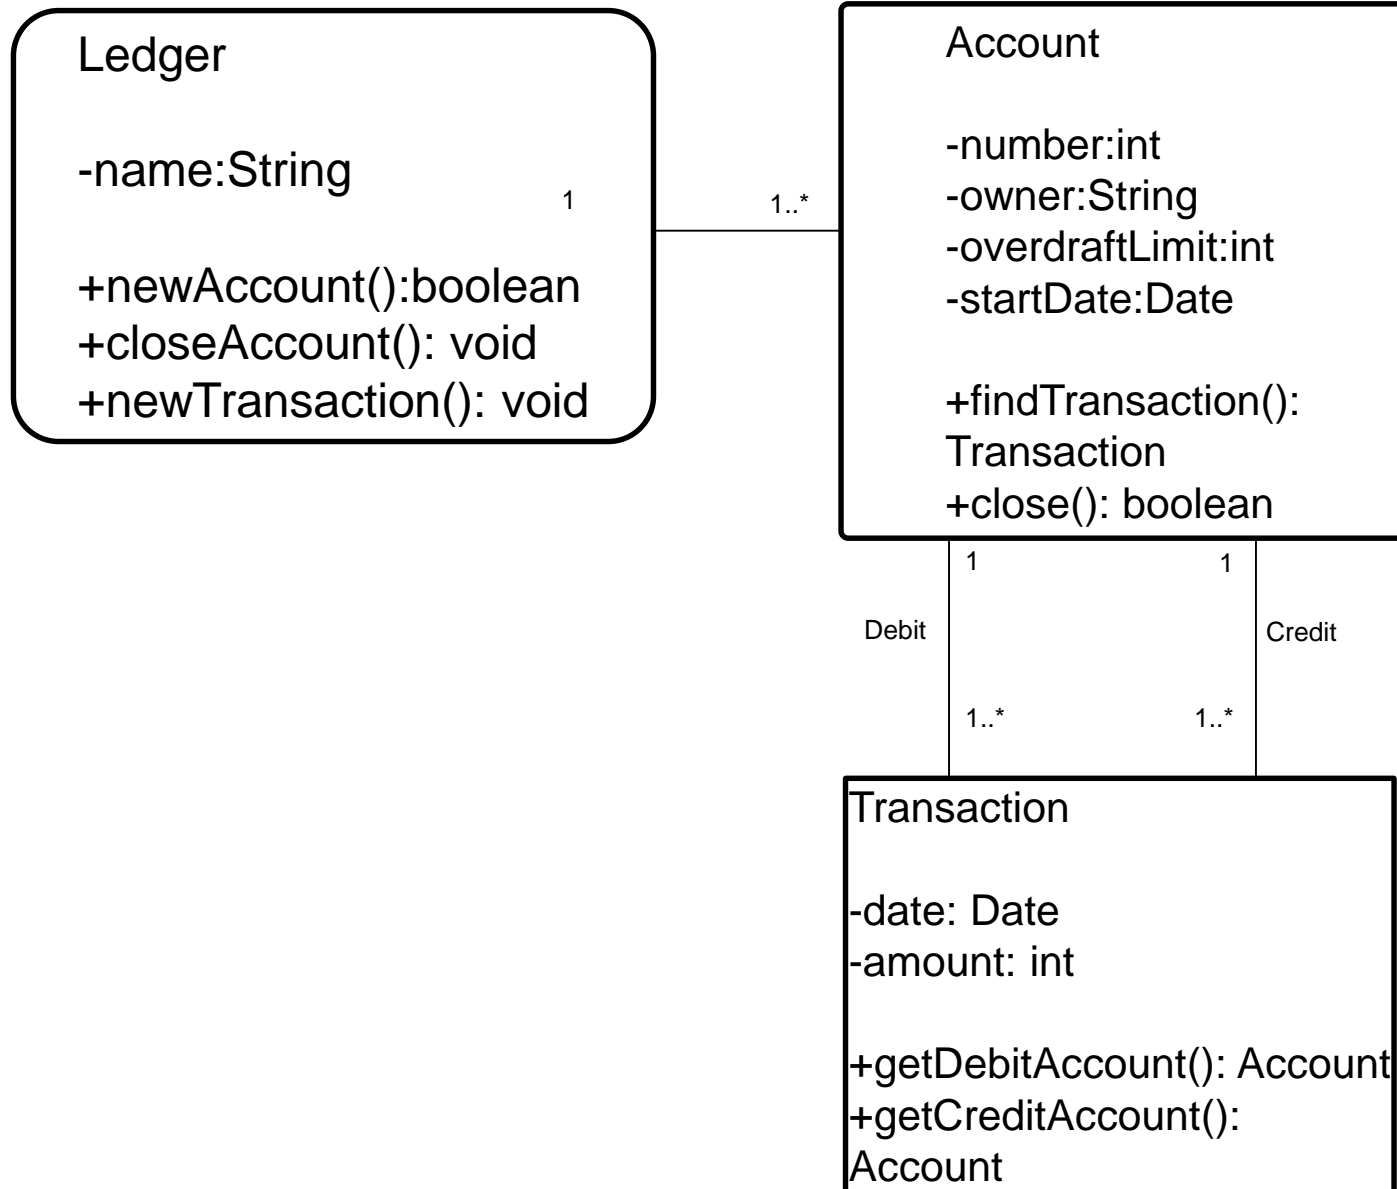 Ledger
-name:String
+newAccount():boolean
+closeAccount(): void
+newTransaction(): void
1
1..*
Account
-number:int
-owner:String
-overdraftLimit:int
-startDate:Date
+findTransaction():
Transaction
+close(): boolean
1
1
Debit
Credit
1..*
1..*
Transaction
-date: Date
-amount: int
+getDebitAccount(): Account
+getCreditAccount():
Account